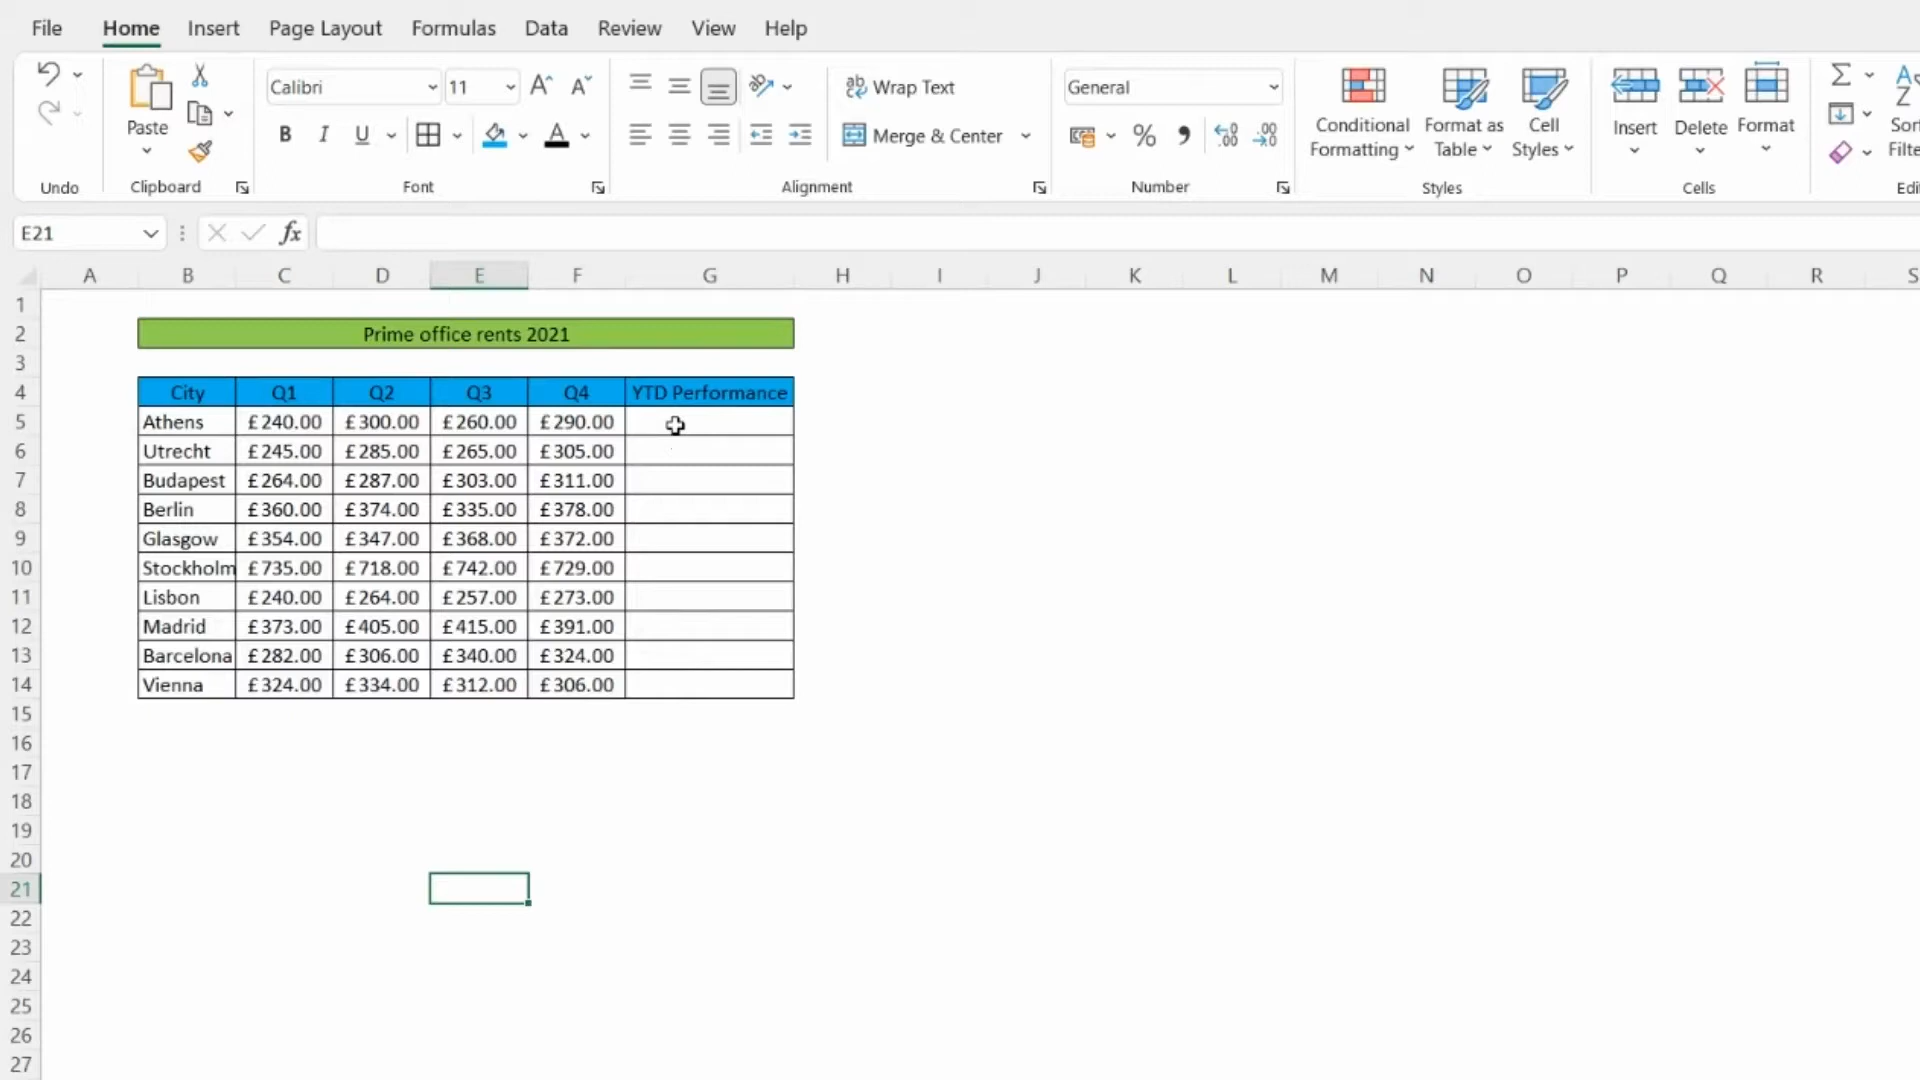 File Home Insert Page Layout Formulas Data Review View Help
Calibri 11 Wrap Text General
Paste Merge & Center Conditional Formatting Format as Table Cell Styles Insert Delete Format
Undo Clipboard Font Alignment Number Styles Cells
E21 fx
A B C D E F G H I J K L M N O P Q R S
1
2 Prime office rents 2021
3
4 City Q1 Q2 Q3 Q4 YTD Performance
5 Athens £240.00 £300.00 £260.00 £290.00
6 Utrecht £245.00 £285.00 £265.00 £305.00
7 Budapest £264.00 £287.00 £303.00 £311.00
8 Berlin £360.00 £374.00 £335.00 £378.00
9 Glasgow £354.00 £347.00 £368.00 £372.00
10 Stockholm £735.00 £718.00 £742.00 £729.00
11 Lisbon £240.00 £264.00 £257.00 £273.00
12 Madrid £373.00 £405.00 £415.00 £391.00
13 Barcelona £282.00 £306.00 £340.00 £324.00
14 Vienna £324.00 £334.00 £312.00 £306.00
15
16
17
18
19
20
21
22
23
24
25
26
27